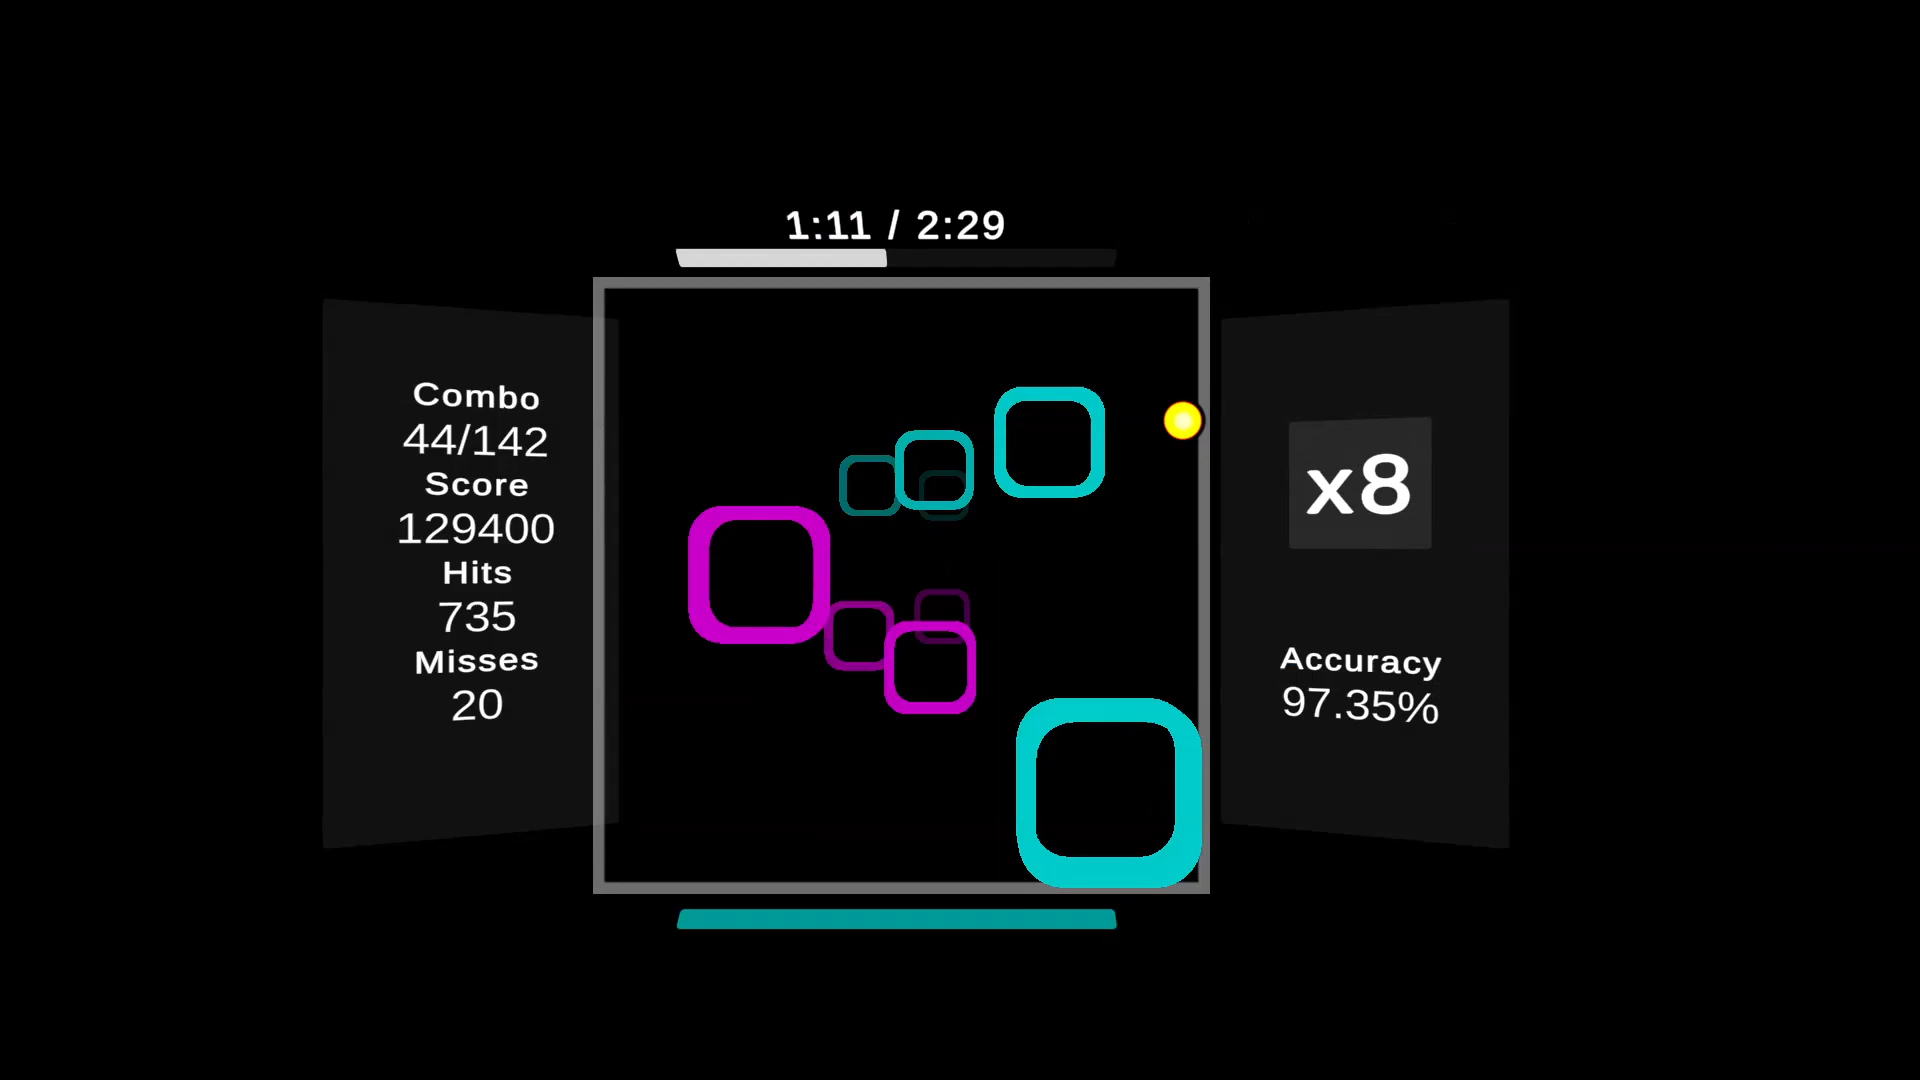 1:11 / 2:29
Combo
44/142
Score
129400
Hits
735
Misses
20
x8
Accuracy
97.35%